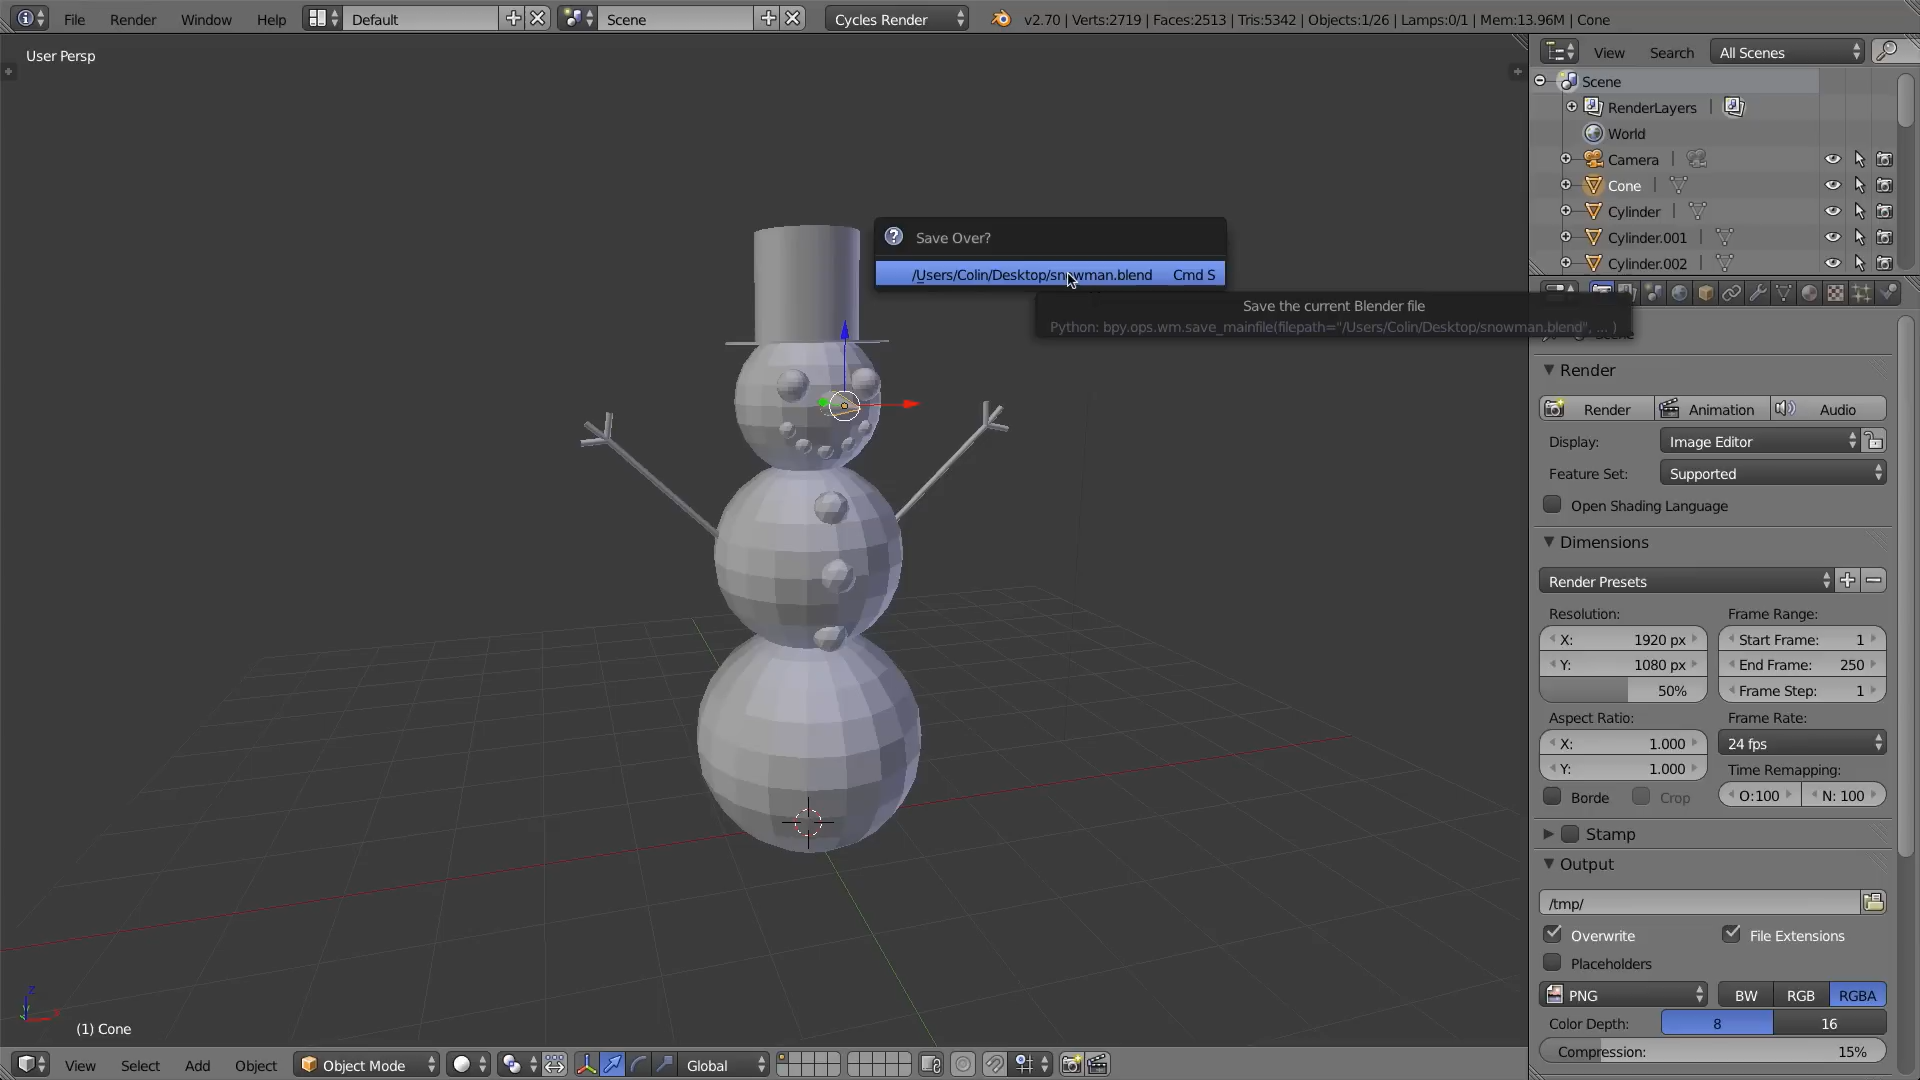 File Render Window Help Default Scene Cycles Render v2.70 | Verts:2719 | Faces:2513 | Tris:5342 | Objects:1/26 | Lamps:0/1 | Mem:13.96M | Cone
User Persp
View Search All Scenes
Scene
RenderLayers
World
Camera
Cone
Cylinder
Cylinder.001
Cylinder.002
Save Over?
/Users/Colin/Desktop/snowman.blend Cmd S
Save the current Blender file
Python: bpy.ops.wm.save_mainfile(filepath="/Users/Colin/Desktop/snowman.blend", ... )
Scene
Render
Render Animation Audio
Display: Image Editor
Feature Set: Supported
Open Shading Language
Dimensions
Render Presets
Resolution: Frame Range:
X: 1920 px Start Frame: 1
Y: 1080 px End Frame: 250
50% Frame Step: 1
Aspect Ratio: Frame Rate:
X: 1.000 24 fps
Y: 1.000 Time Remapping:
Borde Crop O:100 N: 100
Stamp
Output
/tmp/
Overwrite File Extensions
Placeholders
PNG BW RGB RGBA
Color Depth: 8 16
Compression: 15%
Z
(1) Cone
View Select Add Object Object Mode Global